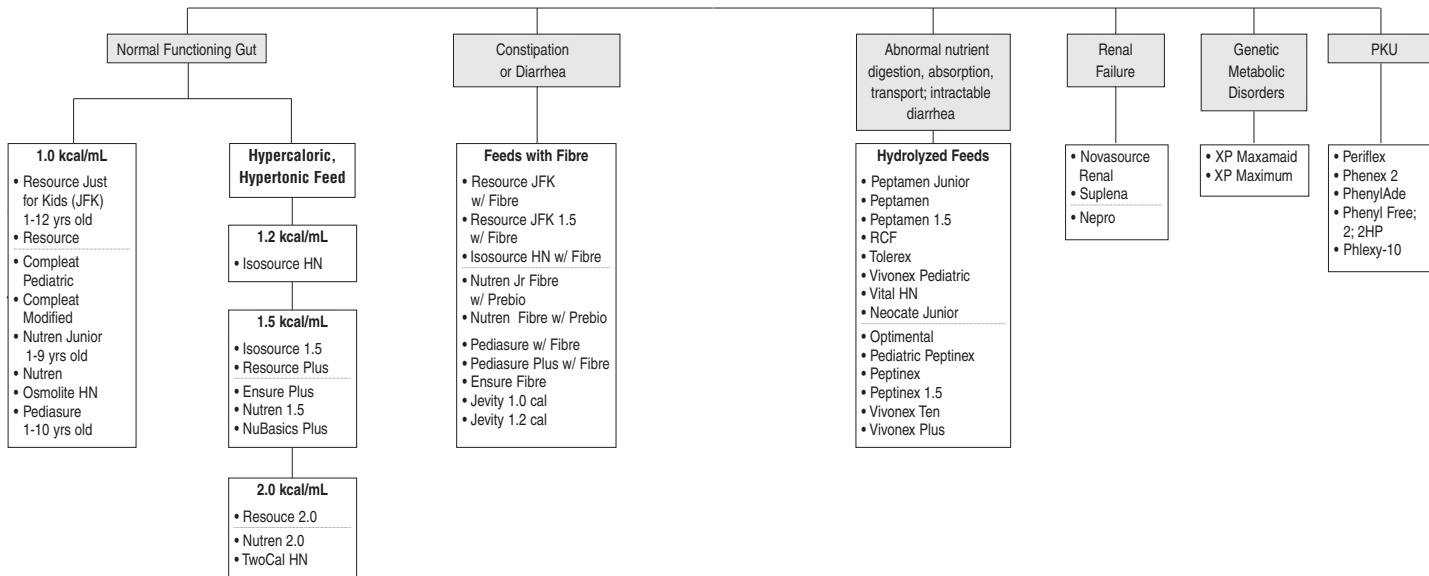 Normal Functioning Gut
Constipation
or Diarrhea
Abnormal nutrient
digestion, absorption,
transport; intractable
diarrhea
Renal
Failure
Genetic
Metabolic
Disorders
PKU
1.0 kcal/mL
• Resource Just
for Kids (JFK)
1-12 yrs old
• Resource
• Compleat
Pediatric
• Compleat
Modified
• Nutren Junior
1-9 yrs old
• Nutren
• Osmolite HN
• Pediasure
1-10 yrs old
Hypercaloric,
Hypertonic Feed
1.2 kcal/mL
• Isosource HN
1.5 kcal/mL
• Isosource 1.5
• Resource Plus
• Ensure Plus
• Nutren 1.5
• NuBasics Plus
2.0 kcal/mL
• Resouce 2.0
• Nutren 2.0
• TwoCal HN
Feeds with Fibre
• Resource JFK
w/ Fibre
• Resource JFK 1.5
w/ Fibre
• Isosource HN w/ Fibre
• Nutren Jr Fibre
w/ Prebio
• Nutren Fibre w/ Prebio
• Pediasure w/ Fibre
• Pediasure Plus w/ Fibre
• Ensure Fibre
• Jevity 1.0 cal
• Jevity 1.2 cal
Hydrolyzed Feeds
• Peptamen Junior
• Peptamen
• Peptamen 1.5
• RCF
• Tolerex
• Vivonex Pediatric
• Vital HN
• Neocate Junior
• Optimental
• Pediatric Peptinex
• Peptinex
• Peptinex 1.5
• Vivonex Ten
• Vivonex Plus
• Novasource
Renal
• Suplena
• Nepro
• XP Maxamaid
• XP Maximum
• Periflex
• Phenex 2
• PhenylAde
• Phenyl Free;
2; 2HP
• Phlexy-10